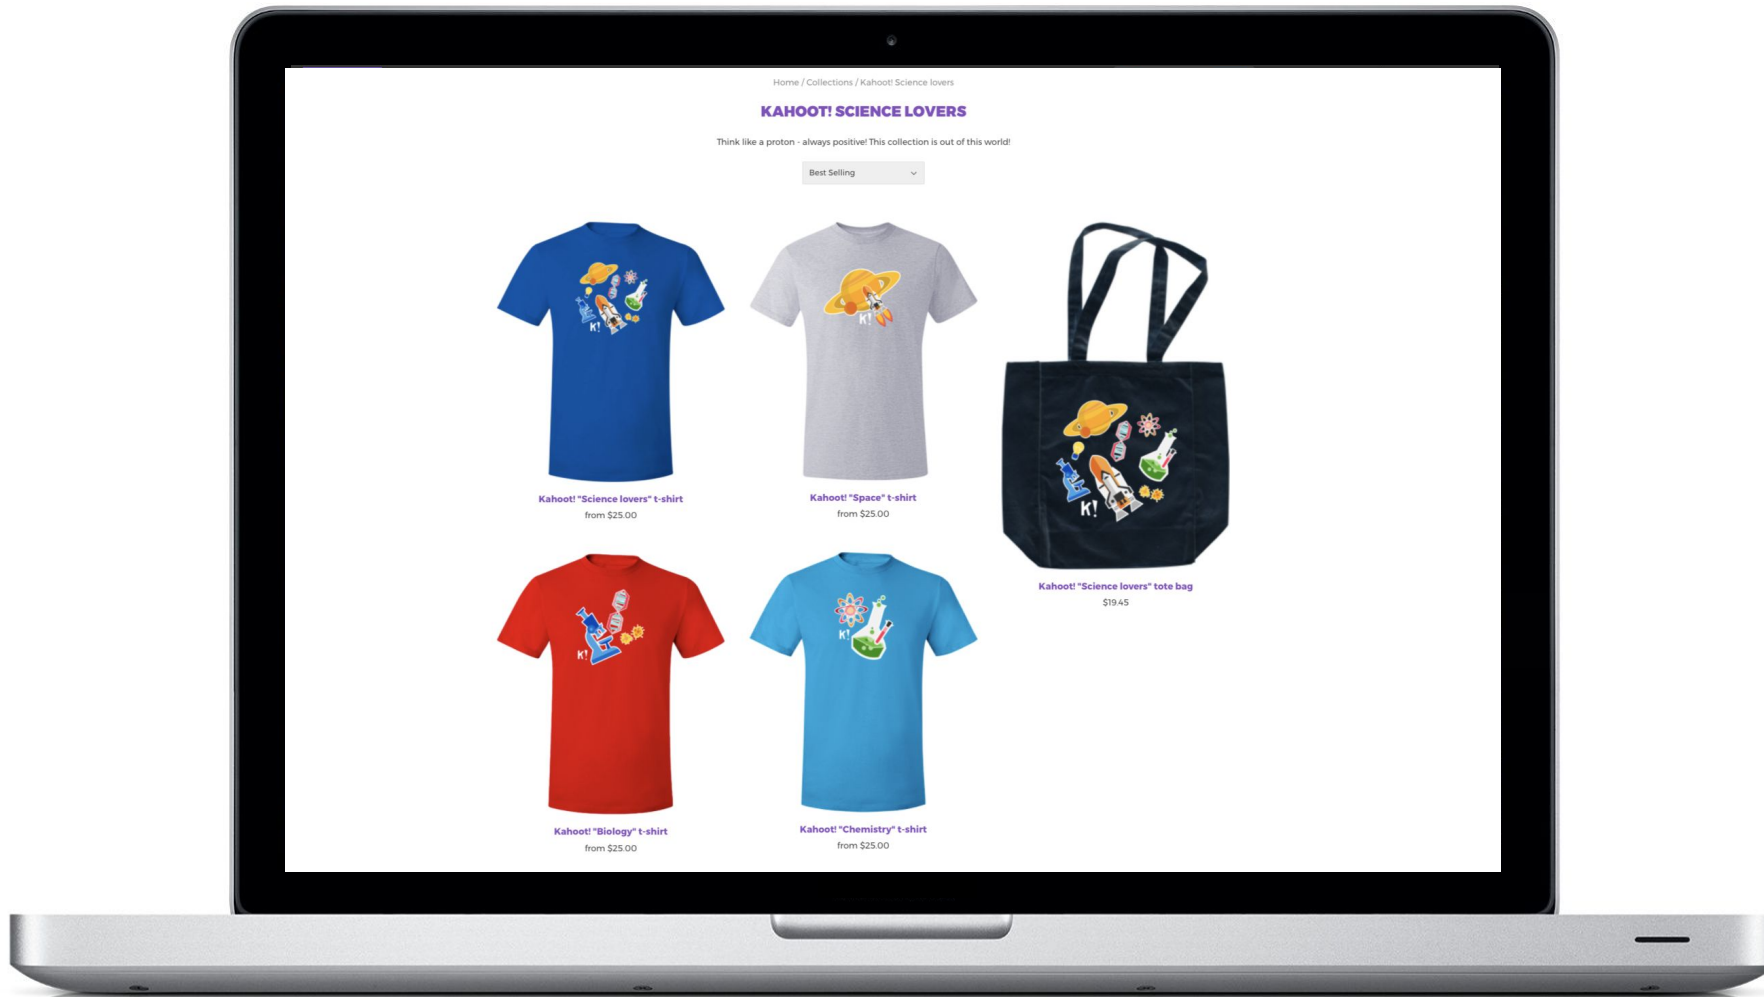 Home / Collections / Kahoot! Science lovers
KAHOOT! SCIENCE LOVERS
Think like a proton - always positive! This collection is out of this world!
Best Selling
K!
K!
K!
Kahoot! "Science lovers" t-shirt
from $25.00
Kahoot! "Space" t-shirt
from $25.00
Kahoot! "Science lovers" tote bag
$19.45
K!
K!
Kahoot! "Biology" t-shirt
from $25.00
Kahoot! "Chemistry" t-shirt
from $25.00